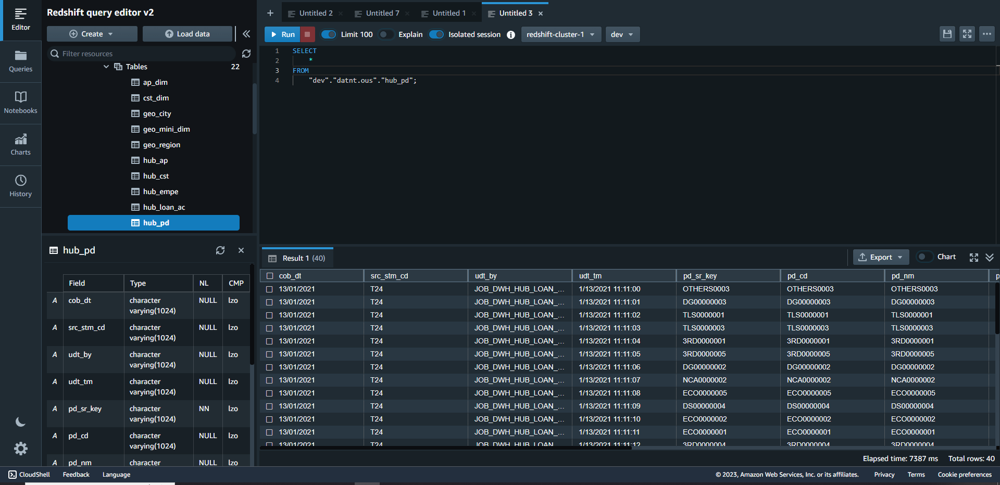 Editor
Queries
Notebooks
Charts
History
Redshift query editor v2
Create
Load data
Filter resources
Tables 22
ap_dim
cst_dim
geo_city
geo_mini_dim
geo_region
hub_ap
hub_cst
hub_empe
hub_loan_ac
hub_pd
hub_pd
Field Type NL CMP
A cob_dt character varying(1024) NULL lzo
A src_stm_cd character varying(1024) NULL lzo
A udt_by character varying(1024) NULL lzo
A udt_tm character varying(1024) NULL lzo
A pd_sr_key character varying(1024) NN lzo
A pd_cd character varying(1024) NULL lzo
A pd_nm character NULL lzo
Untitled 2 Untitled 7 Untitled 1 Untitled 3
Run Limit 100 Explain Isolated session redshift-cluster-1 dev
1 SELECT
2 *
3 FROM
4 "dev"."datnt.ous"."hub_pd";
Result 1 (40) Export Chart
cob_dt src_stm_cd udt_by udt_tm pd_sr_key pd_cd pd_nm p
13/01/2021 T24 JOB_DWH_HUB_LOAN_... 1/13/2021 11:11:00 OTHERS0003 OTHERS0003 OTHERS0003
13/01/2021 T24 JOB_DWH_HUB_LOAN_... 1/13/2021 11:11:01 DG00000003 DG00000003 DG00000003
13/01/2021 T24 JOB_DWH_HUB_LOAN_... 1/13/2021 11:11:02 TLS0000001 TLS0000001 TLS0000001
13/01/2021 T24 JOB_DWH_HUB_LOAN_... 1/13/2021 11:11:03 TLS0000003 TLS0000003 TLS0000003
13/01/2021 T24 JOB_DWH_HUB_LOAN_... 1/13/2021 11:11:04 3RD0000001 3RD0000001 3RD0000001
13/01/2021 T24 JOB_DWH_HUB_LOAN_... 1/13/2021 11:11:05 3RD0000005 3RD0000005 3RD0000005
13/01/2021 T24 JOB_DWH_HUB_LOAN_... 1/13/2021 11:11:06 DG00000002 DG00000002 DG00000002
13/01/2021 T24 JOB_DWH_HUB_LOAN_... 1/13/2021 11:11:07 NCA0000002 NCA0000002 NCA0000002
13/01/2021 T24 JOB_DWH_HUB_LOAN_... 1/13/2021 11:11:08 ECO0000005 ECO0000005 ECO0000005
13/01/2021 T24 JOB_DWH_HUB_LOAN_... 1/13/2021 11:11:09 DS00000004 DS00000004 DS00000004
13/01/2021 T24 JOB_DWH_HUB_LOAN_... 1/13/2021 11:11:10 ECO0000002 ECO0000002 ECO0000002
13/01/2021 T24 JOB_DWH_HUB_LOAN_... 1/13/2021 11:11:11 ECO0000001 ECO0000001 ECO0000001
13/01/2021 T24 JOB_DWH_HUB_LOAN 1/13/2021 11:11:12 3RD0000004 3RD0000004 3RD0000004
Elapsed time: 7387 ms Total rows: 40
CloudShell Feedback Language © 2023, Amazon Web Services, Inc. or its affiliates. Privacy Terms Cookie preferences